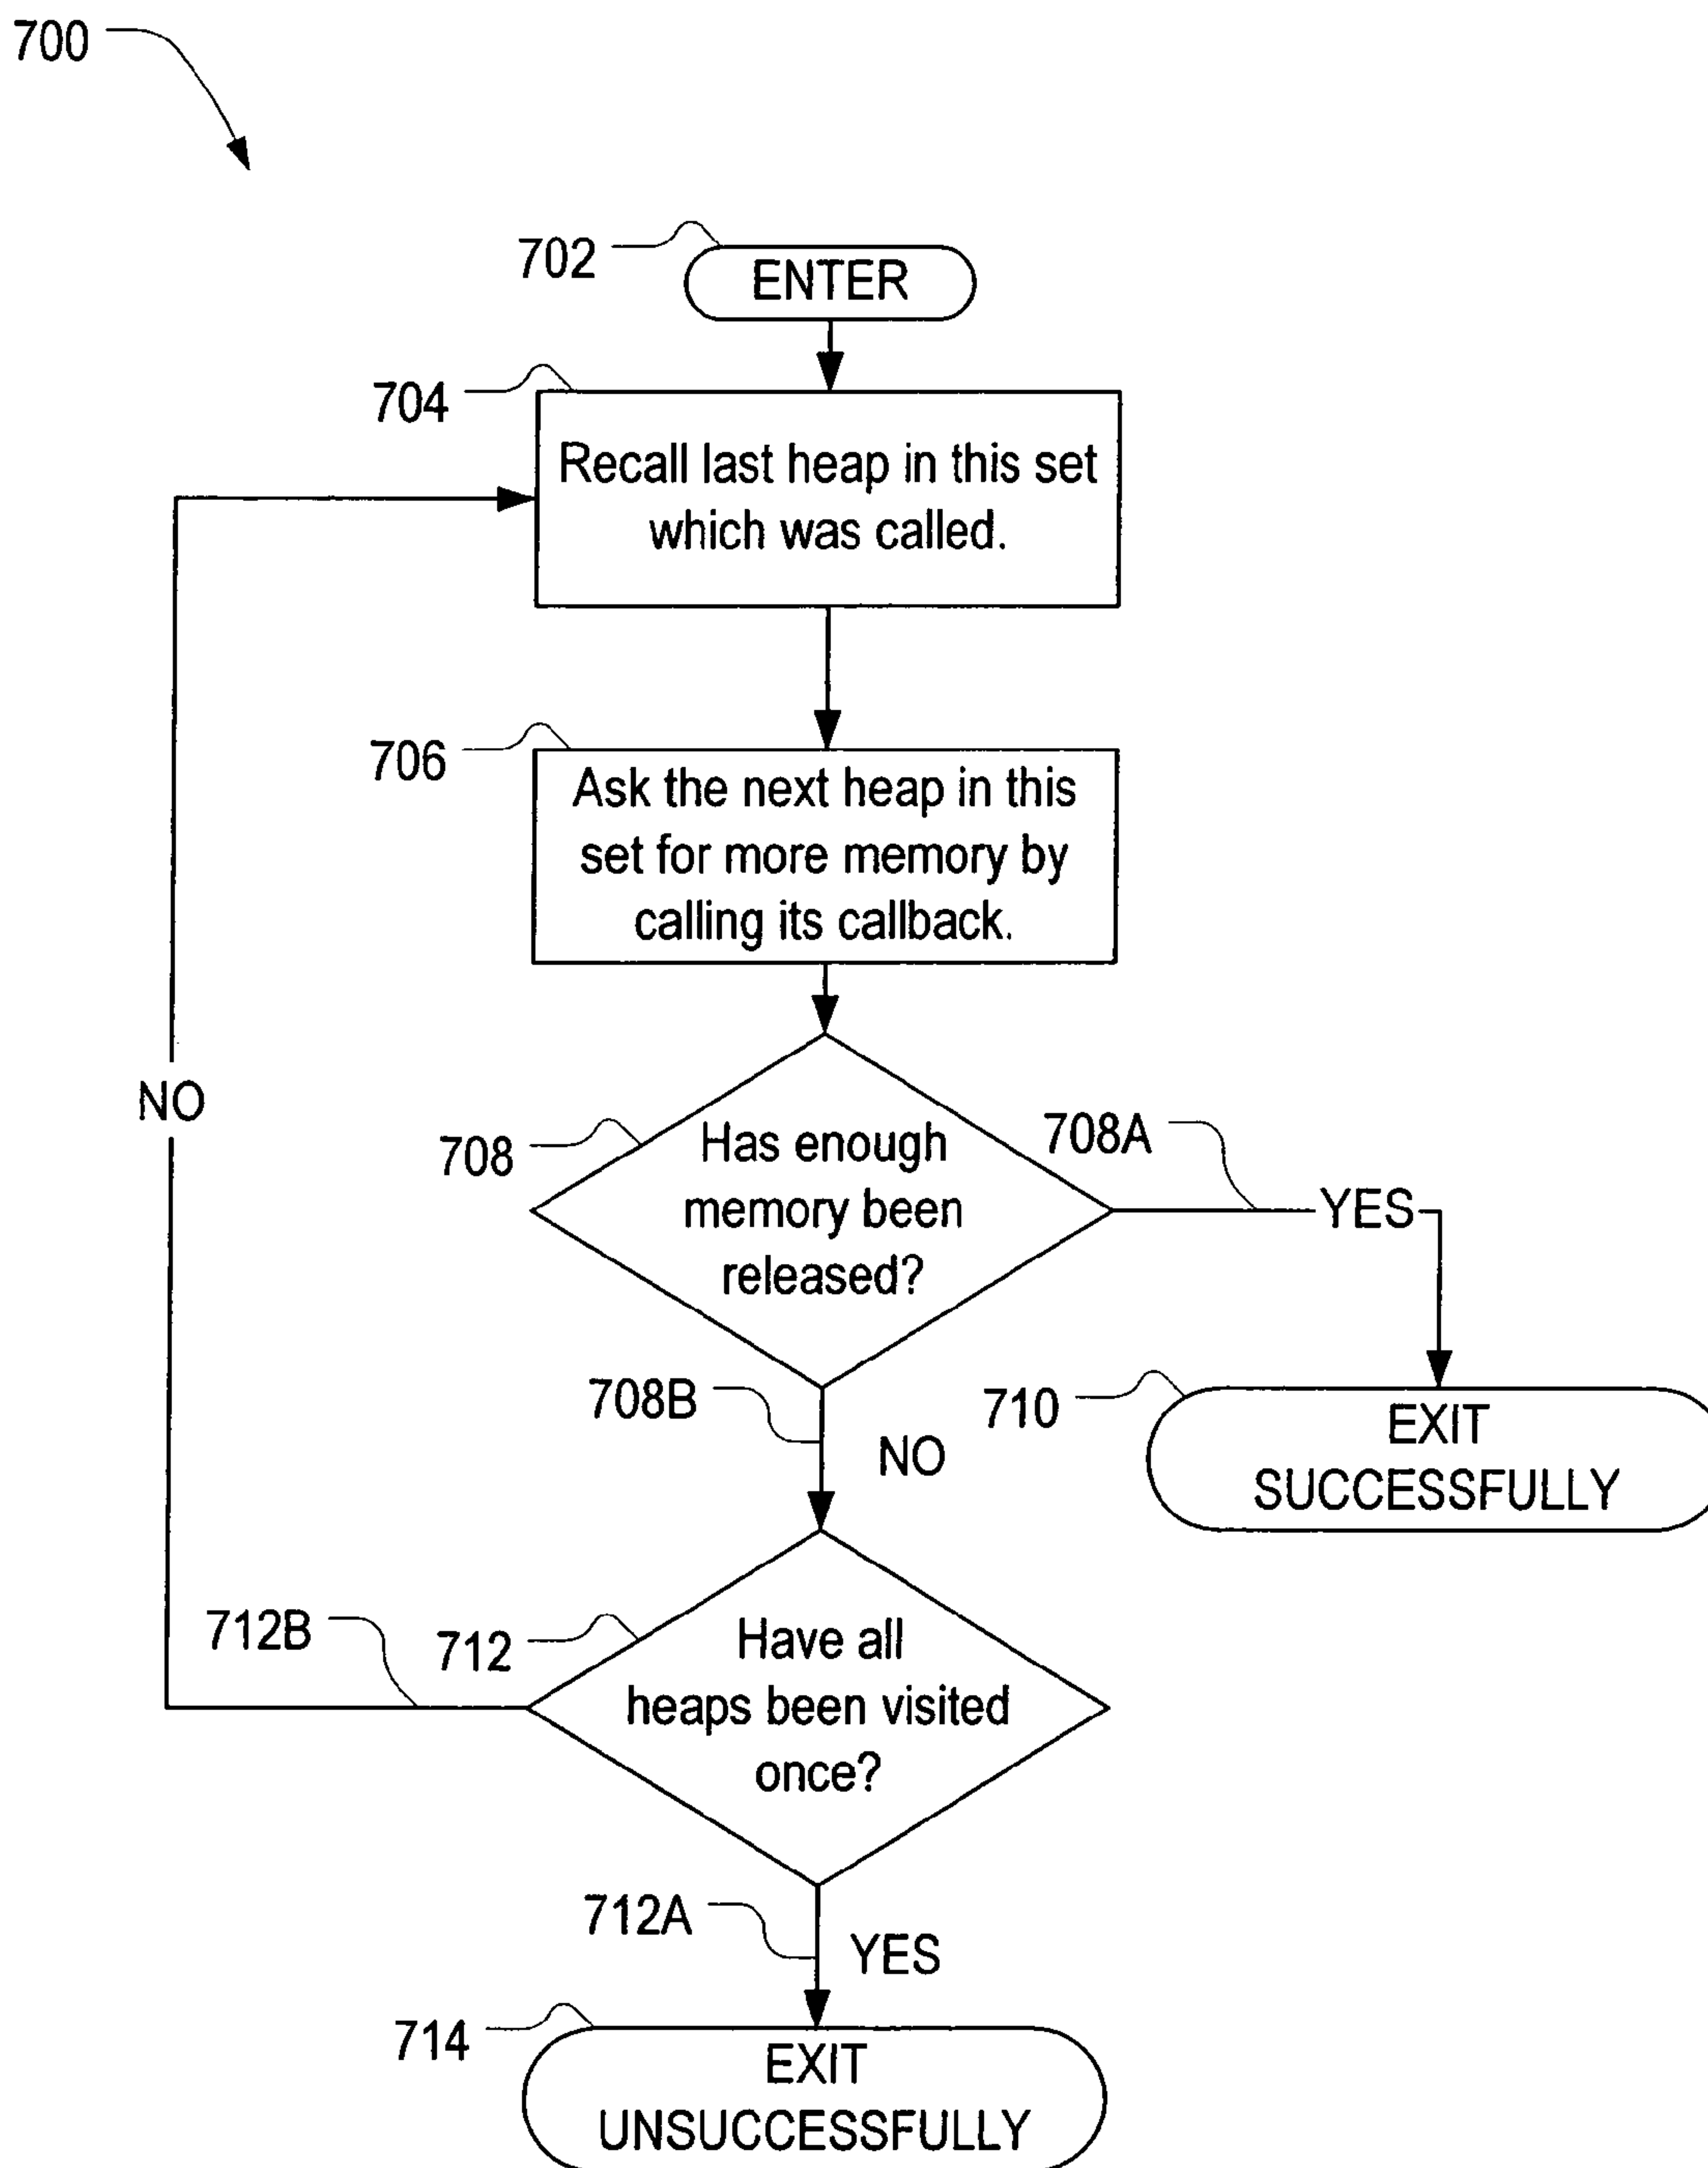 700
702
ENTER
704
Recall last heap in this set
which was called.
706
Ask the next heap in this
set for more memory by
calling its callback.
NO
708
Has enough
memory been
released?
708A
YES
708B
NO
710
EXIT
SUCCESSFULLY
712B
712
Have all
heaps been visited
once?
712A
YES
714
EXIT
UNSUCCESSFULLY